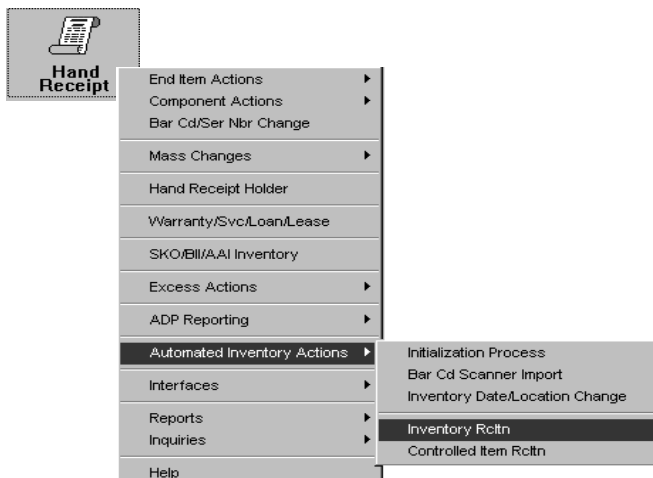 Hand
Receipt
End Item Actions
Component Actions
Bar Cd/Ser Nbr Change
Mass Changes
Hand Receipt Holder
Warranty/Svc/Loan/Lease
SKO/BII/AAI Inventory
Excess Actions
ADP Reporting
Automated Inventory Actions
Interfaces
Reports
Inquiries
Help
Initialization Process
Bar Cd Scanner Import
Inventory Date/Location Change
Inventory Rcltn
Controlled Item Rcltn